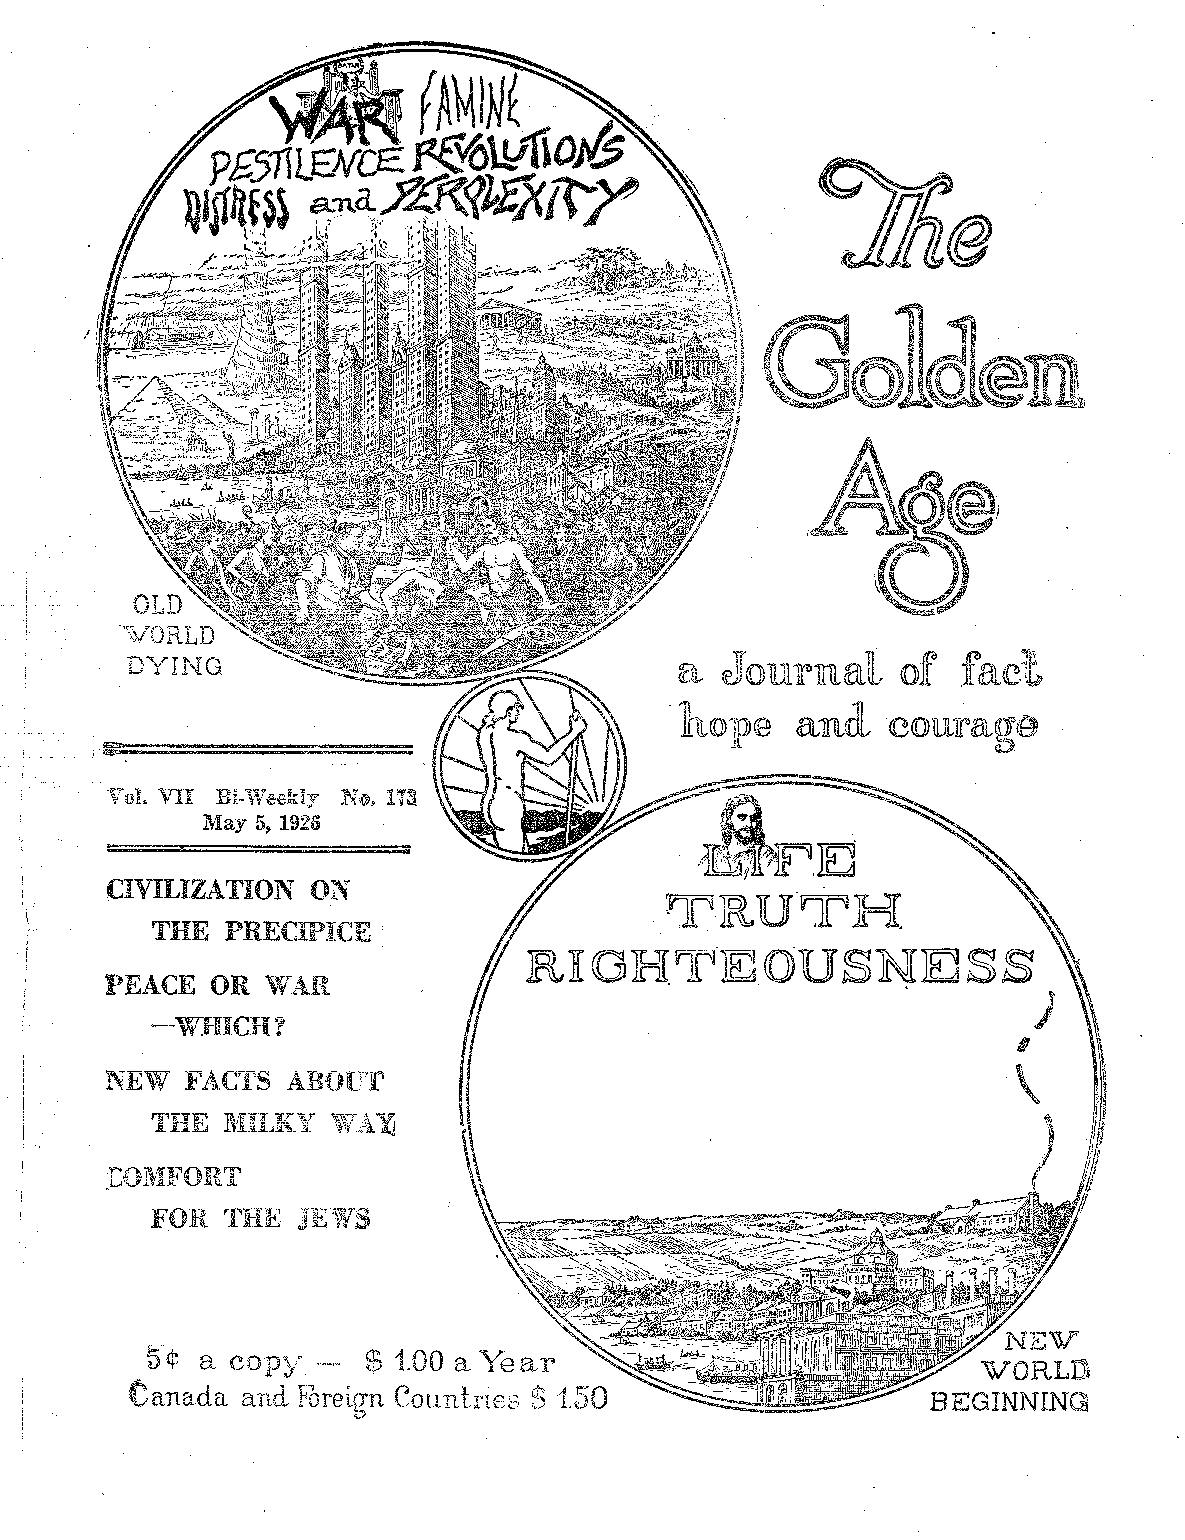 SATAN
WAR FAMINE
PESTILENCE REVOLUTIONS
DISTRESS and PERPLEXITY
OLD
WORLD
DYING
The
Golden
Age
a Journal of fact
hope and courage
Vol. VII Bi-Weekly No. 173
May 5, 1926
CIVILIZATION ON
THE PRECIPICE
PEACE OR WAR
—WHICH?
NEW FACTS ABOUT
THE MILKY WAY
COMFORT
FOR THE JEWS
5¢ a copy — $ 1.00 a Year
Canada and Foreign Countries $ 1.50
LIFE
TRUTH
RIGHTEOUSNESS
NEW
WORLD
BEGINNING